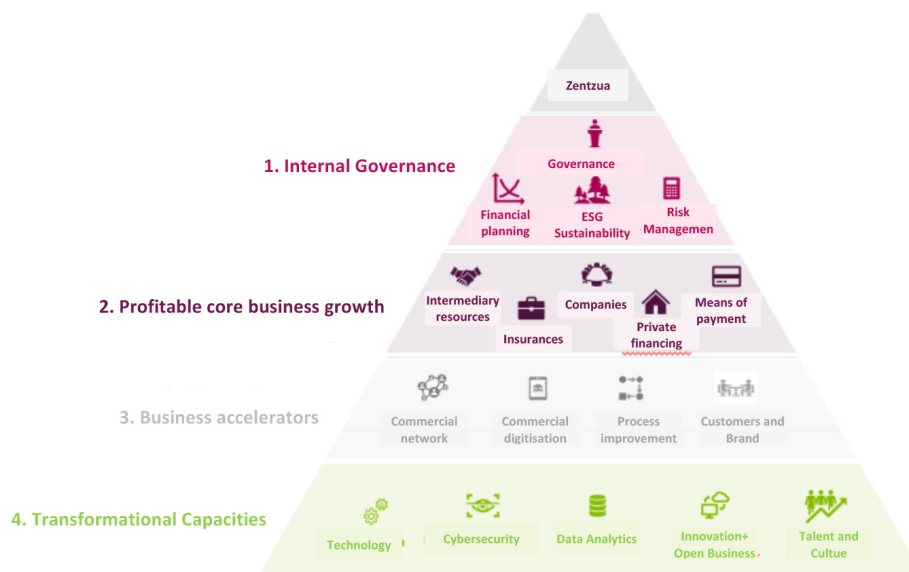 Zentzua
1. Internal Governance
Governance
Financial
planning
ESG
Sustainability
Risk
Managemen
2. Profitable core business growth
Intermediary
resources
Insurances
Companies
Private
financing
Means of
payment
3. Business accelerators
Commercial
network
Commercial
digitisation
Process
improvement
Customers and
Brand
4. Transformational Capacities
Technology
Cybersecurity
Data Analytics
Innovation+
Open Business
Talent and
Cultue